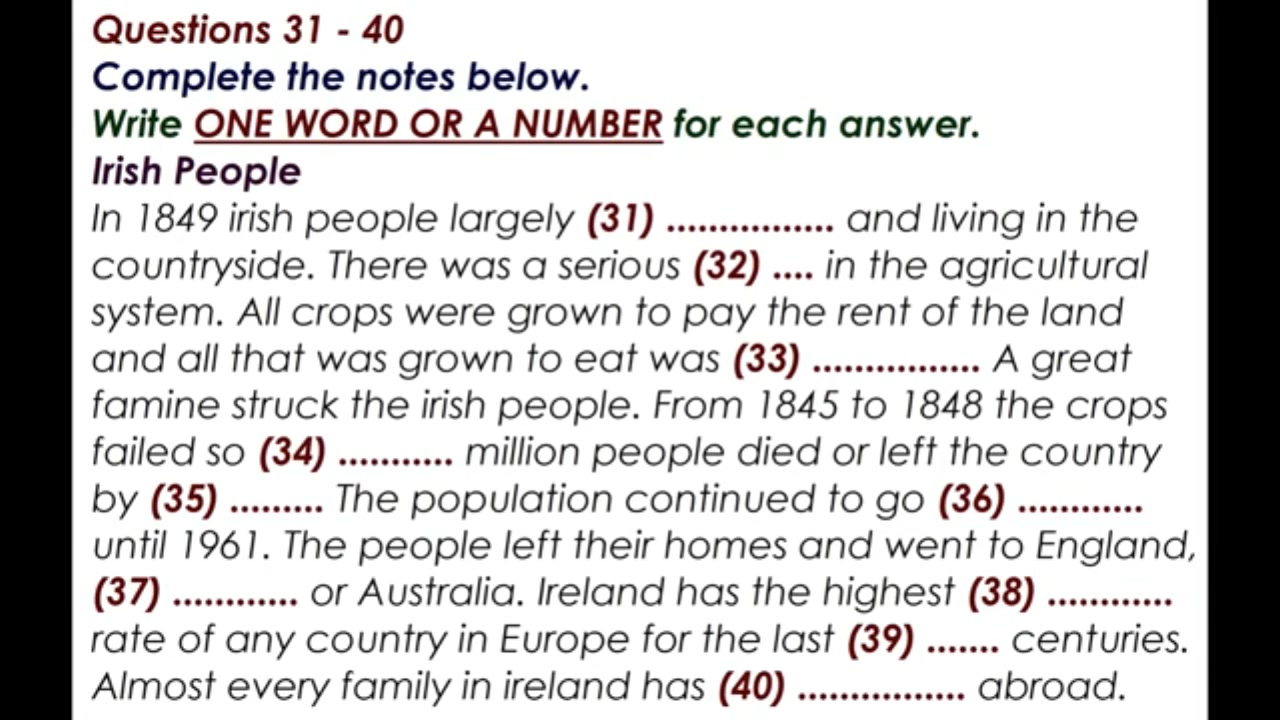 Questions 31 - 40
Complete the notes below.
Write ONE WORD OR A NUMBER for each answer.
Irish People
In 1849 irish people largely (31) ................ and living in the
countryside. There was a serious (32) .... in the agricultural
system. All crops were grown to pay the rent of the land
and all that was grown to eat was (33) ................ A great
famine struck the irish people. From 1845 to 1848 the crops
failed so (34) ........... million people died or left the country
by (35) ......... The population continued to go (36) ............
until 1961. The people left their homes and went to England,
(37) ............ or Australia. Ireland has the highest (38) ............
rate of any country in Europe for the last (39) ....... centuries.
Almost every family in ireland has (40) ................ abroad.